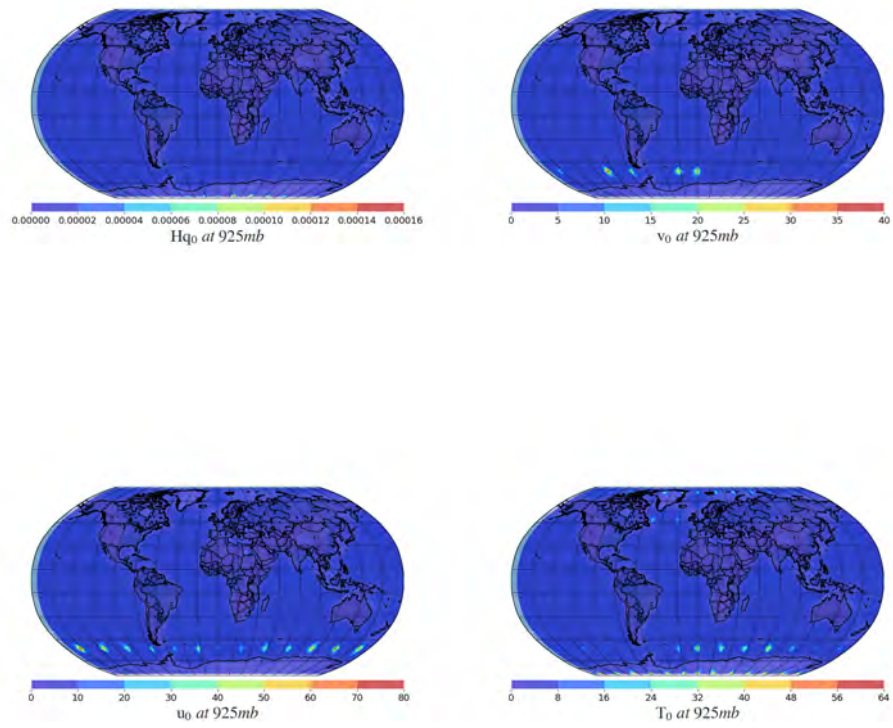 0.00000 0.00002 0.00004 0.00006 0.00008 0.00010 0.00012 0.00014 0.00016
Hq₀ at 925mb
0 5 10 15 20 25 30 35 40
v₀ at 925mb
0 10 20 30 40 50 60 70 80
u₀ at 925mb
0 8 16 24 32 40 48 56 64
T₀ at 925mb